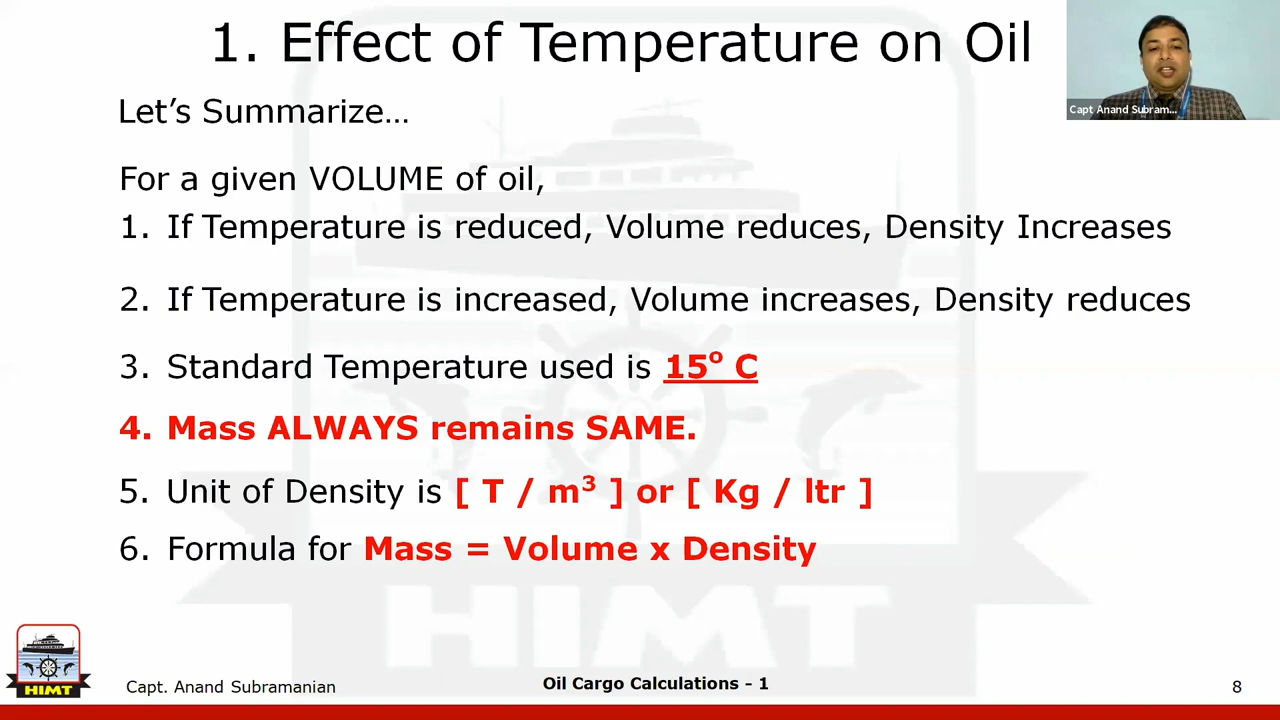 1. Effect of Temperature on Oil
Capt Anand Subram...
Let's Summarize...
For a given VOLUME of oil,
1. If Temperature is reduced, Volume reduces, Density Increases
2. If Temperature is increased, Volume increases, Density reduces
3. Standard Temperature used is 15° C
4. Mass ALWAYS remains SAME.
5. Unit of Density is [ T / m³ ] or [ Kg / ltr ]
6. Formula for Mass = Volume x Density
HIMT
HIMT
Capt. Anand Subramanian
Oil Cargo Calculations - 1
8